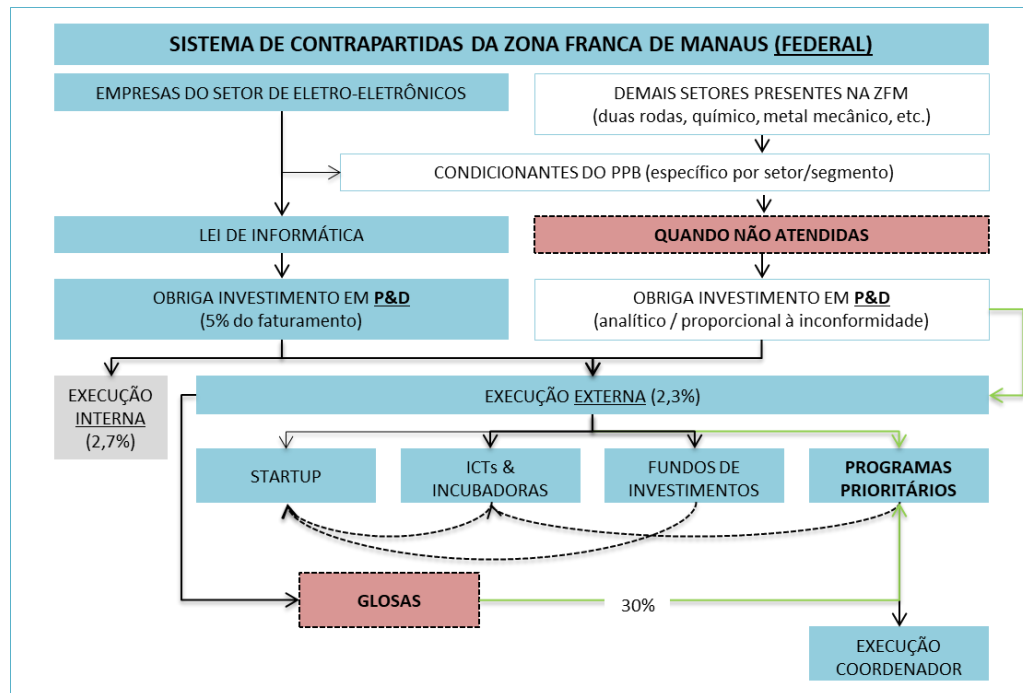 SISTEMA DE CONTRAPARTIDAS DA ZONA FRANCA DE MANAUS (FEDERAL)
EMPRESAS DO SETOR DE ELETRO-ELETRÔNICOS
DEMAIS SETORES PRESENTES NA ZFM
(duas rodas, químico, metal mecânico, etc.)
CONDICIONANTES DO PPB (específico por setor/segmento)
LEI DE INFORMÁTICA
QUANDO NÃO ATENDIDAS
OBRIGA INVESTIMENTO EM P&D
(5% do faturamento)
OBRIGA INVESTIMENTO EM P&D
(analítico / proporcional à inconformidade)
EXECUÇÃO
INTERNA
(2,7%)
EXECUÇÃO EXTERNA (2,3%)
STARTUP
ICTs &
INCUBADORAS
FUNDOS DE
INVESTIMENTOS
PROGRAMAS
PRIORITÁRIOS
GLOSAS
30%
EXECUÇÃO
COORDENADOR